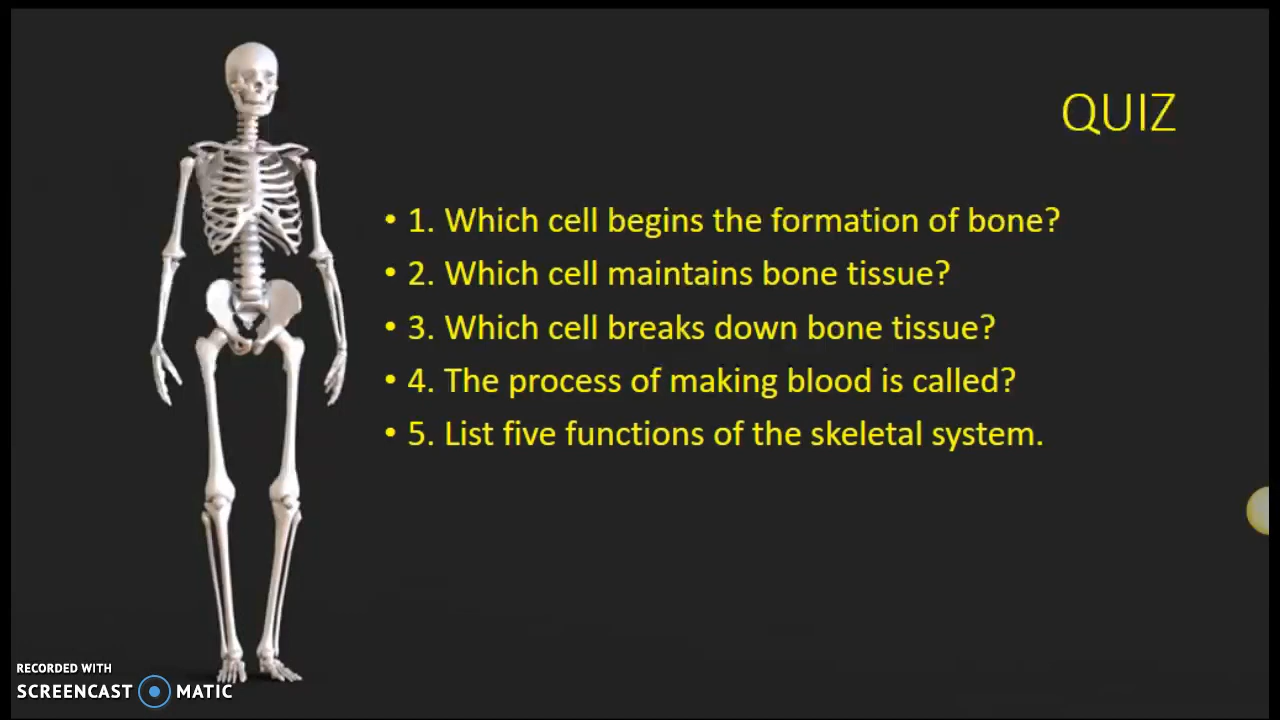 QUIZ
• 1. Which cell begins the formation of bone?
• 2. Which cell maintains bone tissue?
• 3. Which cell breaks down bone tissue?
• 4. The process of making blood is called?
• 5. List five functions of the skeletal system.
RECORDED WITH
SCREENCAST MATIC